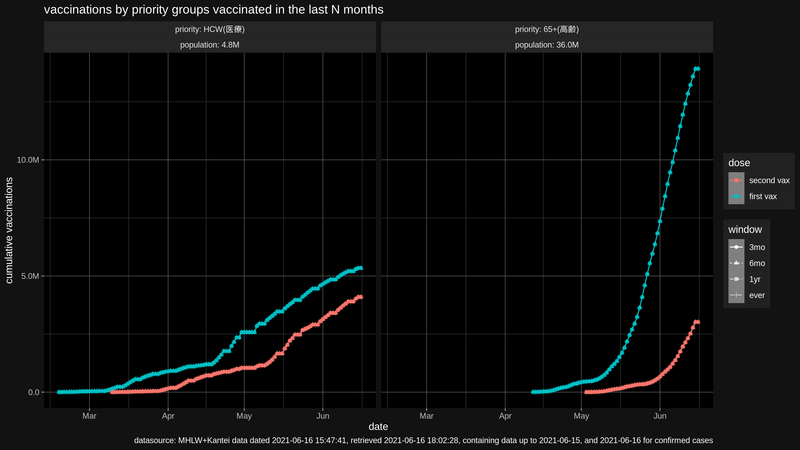 vaccinations by priority groups vaccinated in the last N months
priority: HCW(医療)
population: 4.8M
priority: 65+(高齢)
population: 36.0M
cumulative vaccinations
10.0M
5.0M
0.0
Mar
Apr
May
Jun
Mar
Apr
May
Jun
date
dose
second vax
first vax
window
3mo
6mo
1yr
ever
datasource: MHLW+Kantei data dated 2021-06-16 15:47:41, retrieved 2021-06-16 18:02:28, containing data up to 2021-06-15, and 2021-06-16 for confirmed cases